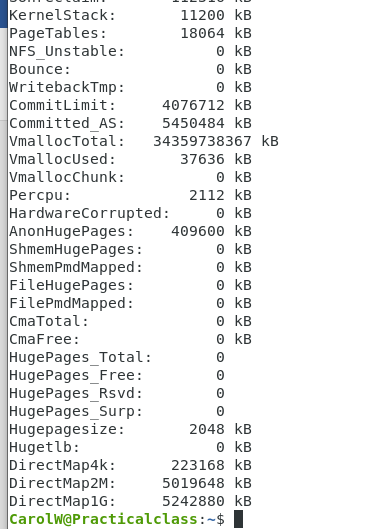 KernelStack:       11200 kB
PageTables:        18064 kB
NFS_Unstable:          0 kB
Bounce:                0 kB
WritebackTmp:          0 kB
CommitLimit:     4076712 kB
Committed_AS:    5450484 kB
VmallocTotal:   34359738367 kB
VmallocUsed:       37636 kB
VmallocChunk:          0 kB
Percpu:             2112 kB
HardwareCorrupted:     0 kB
AnonHugePages:    409600 kB
ShmemHugePages:        0 kB
ShmemPmdMapped:        0 kB
FileHugePages:         0 kB
FilePmdMapped:         0 kB
CmaTotal:              0 kB
CmaFree:               0 kB
HugePages_Total:       0
HugePages_Free:        0
HugePages_Rsvd:        0
HugePages_Surp:        0
Hugepagesize:       2048 kB
Hugetlb:               0 kB
DirectMap4k:      223168 kB
DirectMap2M:     5019648 kB
DirectMap1G:     5242880 kB
CarolW@Practicalclass:~$